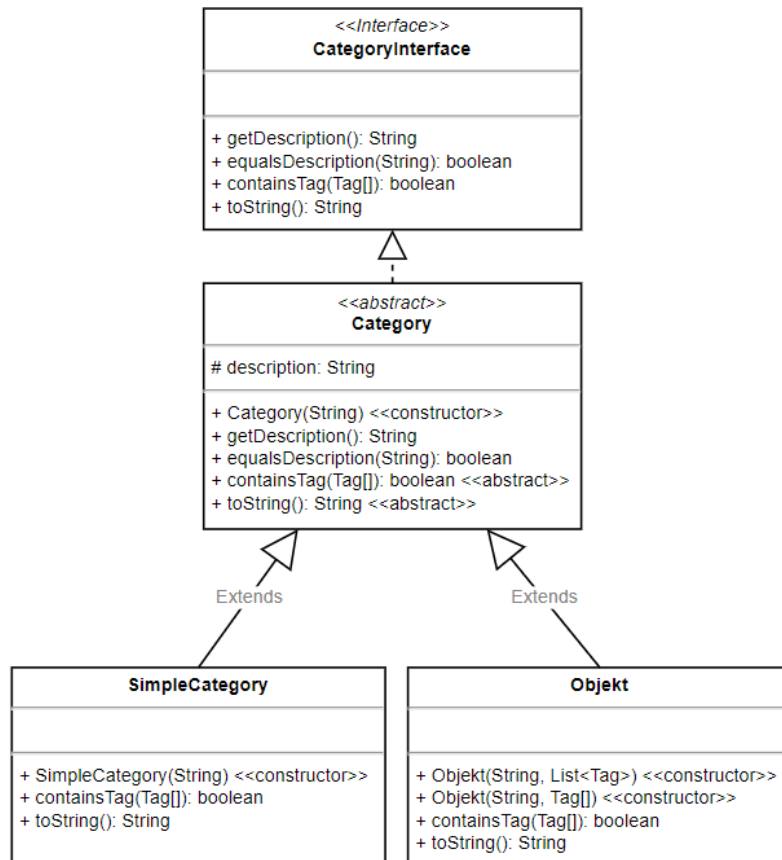 <<Interface>>
CategoryInterface
+ getDescription(): String
+ equalsDescription(String): boolean
+ containsTag(Tag[]): boolean
+ toString(): String
<<abstract>>
Category
# description: String
+ Category(String) <<constructor>>
+ getDescription(): String
+ equalsDescription(String): boolean
+ containsTag(Tag[]): boolean <<abstract>>
+ toString(): String <<abstract>>
Extends
Extends
SimpleCategory
+ SimpleCategory(String) <<constructor>>
+ containsTag(Tag[]): boolean
+ toString(): String
Objekt
+ Objekt(String, List<Tag>) <<constructor>>
+ Objekt(String, Tag[]) <<constructor>>
+ containsTag(Tag[]): boolean
+ toString(): String